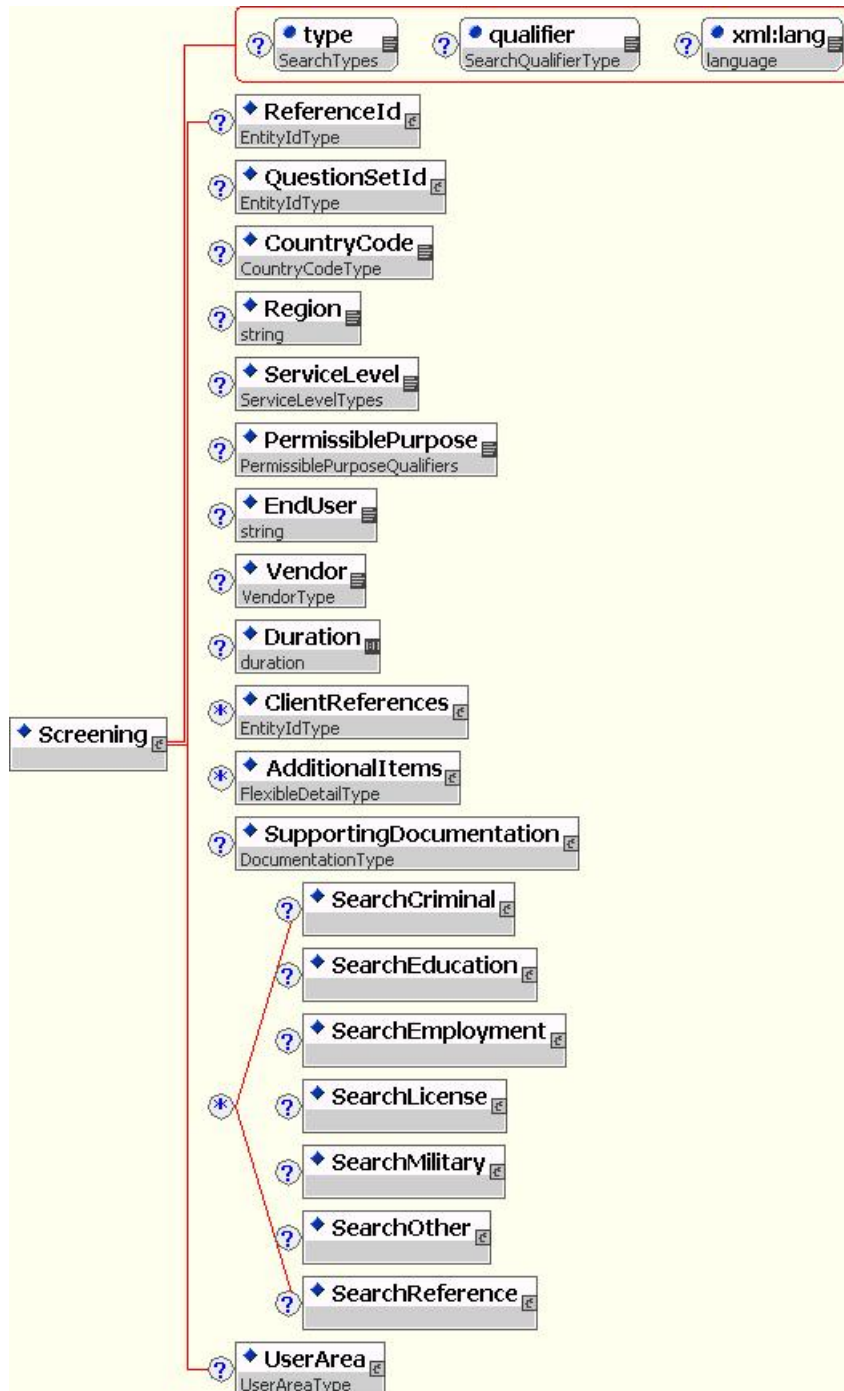 type
SearchTypes
qualifier
SearchQualifierType
xml:lang
language
? ReferenceId
EntityIdType
? QuestionSetId
EntityIdType
? CountryCode
CountryCodeType
? Region
string
? ServiceLevel
ServiceLevelTypes
? PermissiblePurpose
PermissiblePurposeQualifiers
? EndUser
string
? Vendor
VendorType
? Duration
duration
Screening
* ClientReferences
EntityIdType
* AdditionalItems
FlexibleDetailType
? SupportingDocumentation
DocumentationType
? SearchCriminal
? SearchEducation
? SearchEmployment
* ? SearchLicense
? SearchMilitary
? SearchOther
? SearchReference
? UserArea
UserAreaType